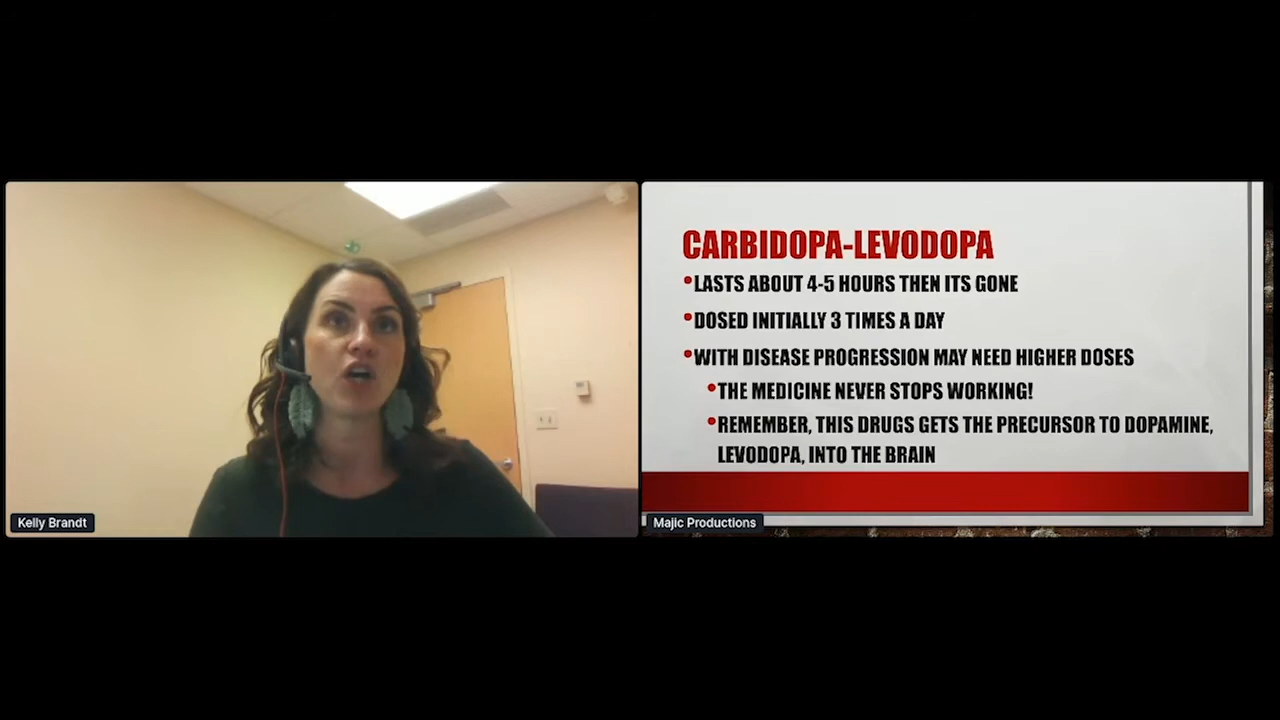 CARBIDOPA-LEVODOPA
•LASTS ABOUT 4-5 HOURS THEN ITS GONE
•DOSED INITIALLY 3 TIMES A DAY
•WITH DISEASE PROGRESSION MAY NEED HIGHER DOSES
•THE MEDICINE NEVER STOPS WORKING!
•REMEMBER, THIS DRUGS GETS THE PRECURSOR TO DOPAMINE,
LEVODOPA, INTO THE BRAIN
Kelly Brandt
Majic Productions